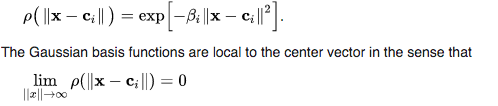 ρ(‖x − cᵢ‖) = exp[−βᵢ‖x − cᵢ‖²].
The Gaussian basis functions are local to the center vector in the sense that
lim ρ(‖x − cᵢ‖) = 0
||x||→∞